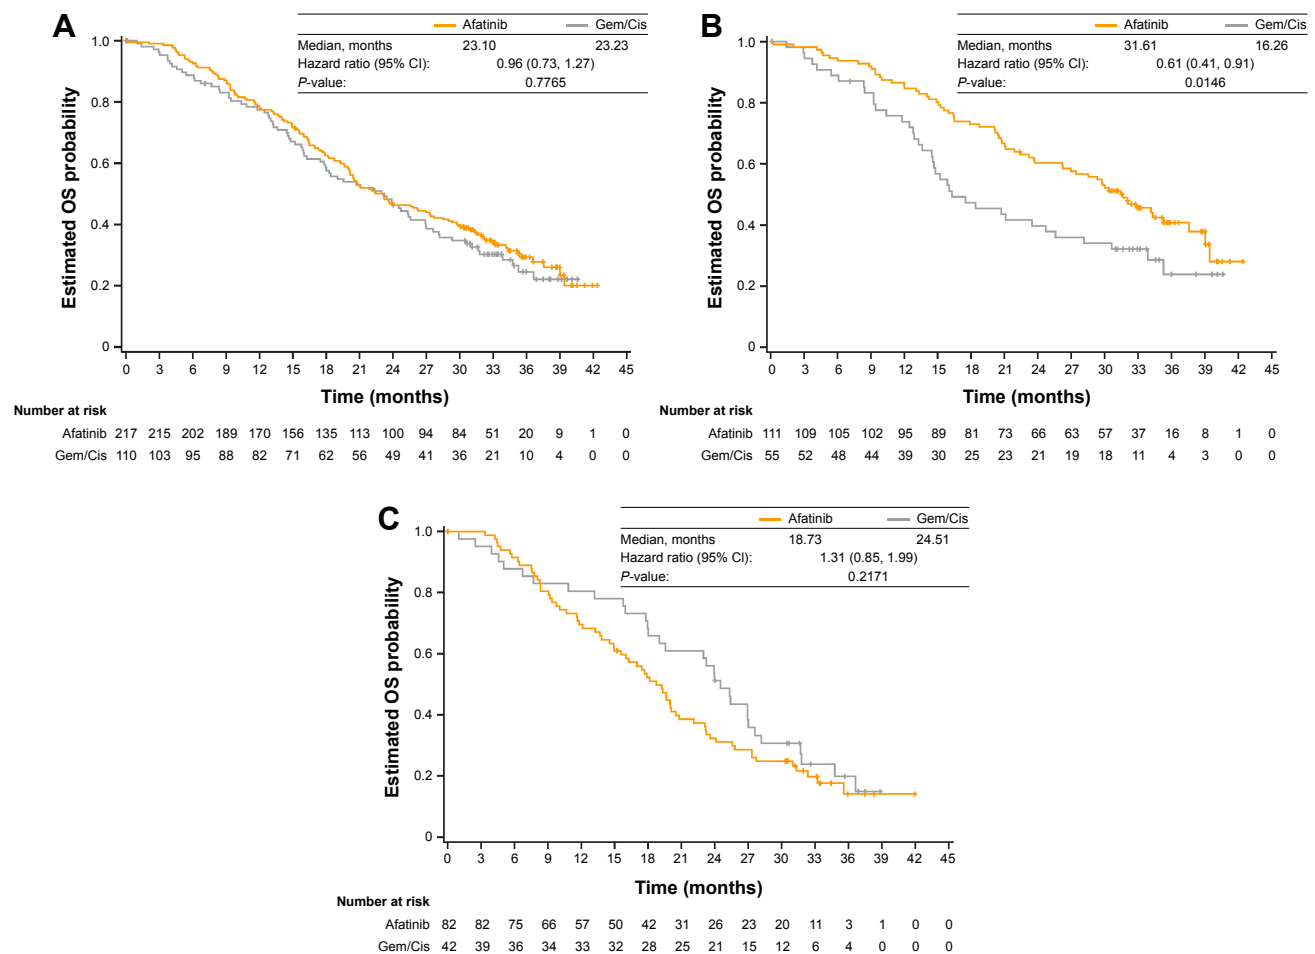 A
Afatinib Gem/Cis
Median, months 23.10 23.23
Hazard ratio (95% CI): 0.96 (0.73, 1.27)
P-value: 0.7765
Estimated OS probability
1.0
0.8
0.6
0.4
0.2
0
0 3 6 9 12 15 18 21 24 27 30 33 36 39 42 45
Time (months)
Number at risk
Afatinib 217 215 202 189 170 156 135 113 100 94 84 51 20 9 1 0
Gem/Cis 110 103 95 88 82 71 62 56 49 41 36 21 10 4 0 0
B
Afatinib Gem/Cis
Median, months 31.61 16.26
Hazard ratio (95% CI): 0.61 (0.41, 0.91)
P-value: 0.0146
Estimated OS probability
1.0
0.8
0.6
0.4
0.2
0
0 3 6 9 12 15 18 21 24 27 30 33 36 39 42 45
Time (months)
Number at risk
Afatinib 111 109 105 102 95 89 81 73 66 63 57 37 16 8 1 0
Gem/Cis 55 52 48 44 39 30 25 23 21 19 18 11 4 3 0 0
C
Afatinib Gem/Cis
Median, months 18.73 24.51
Hazard ratio (95% CI): 1.31 (0.85, 1.99)
P-value: 0.2171
Estimated OS probability
1.0
0.8
0.6
0.4
0.2
0
0 3 6 9 12 15 18 21 24 27 30 33 36 39 42 45
Time (months)
Number at risk
Afatinib 82 82 75 66 57 50 42 31 26 23 20 11 3 1 0 0
Gem/Cis 42 39 36 34 33 32 28 25 21 15 12 6 4 0 0 0